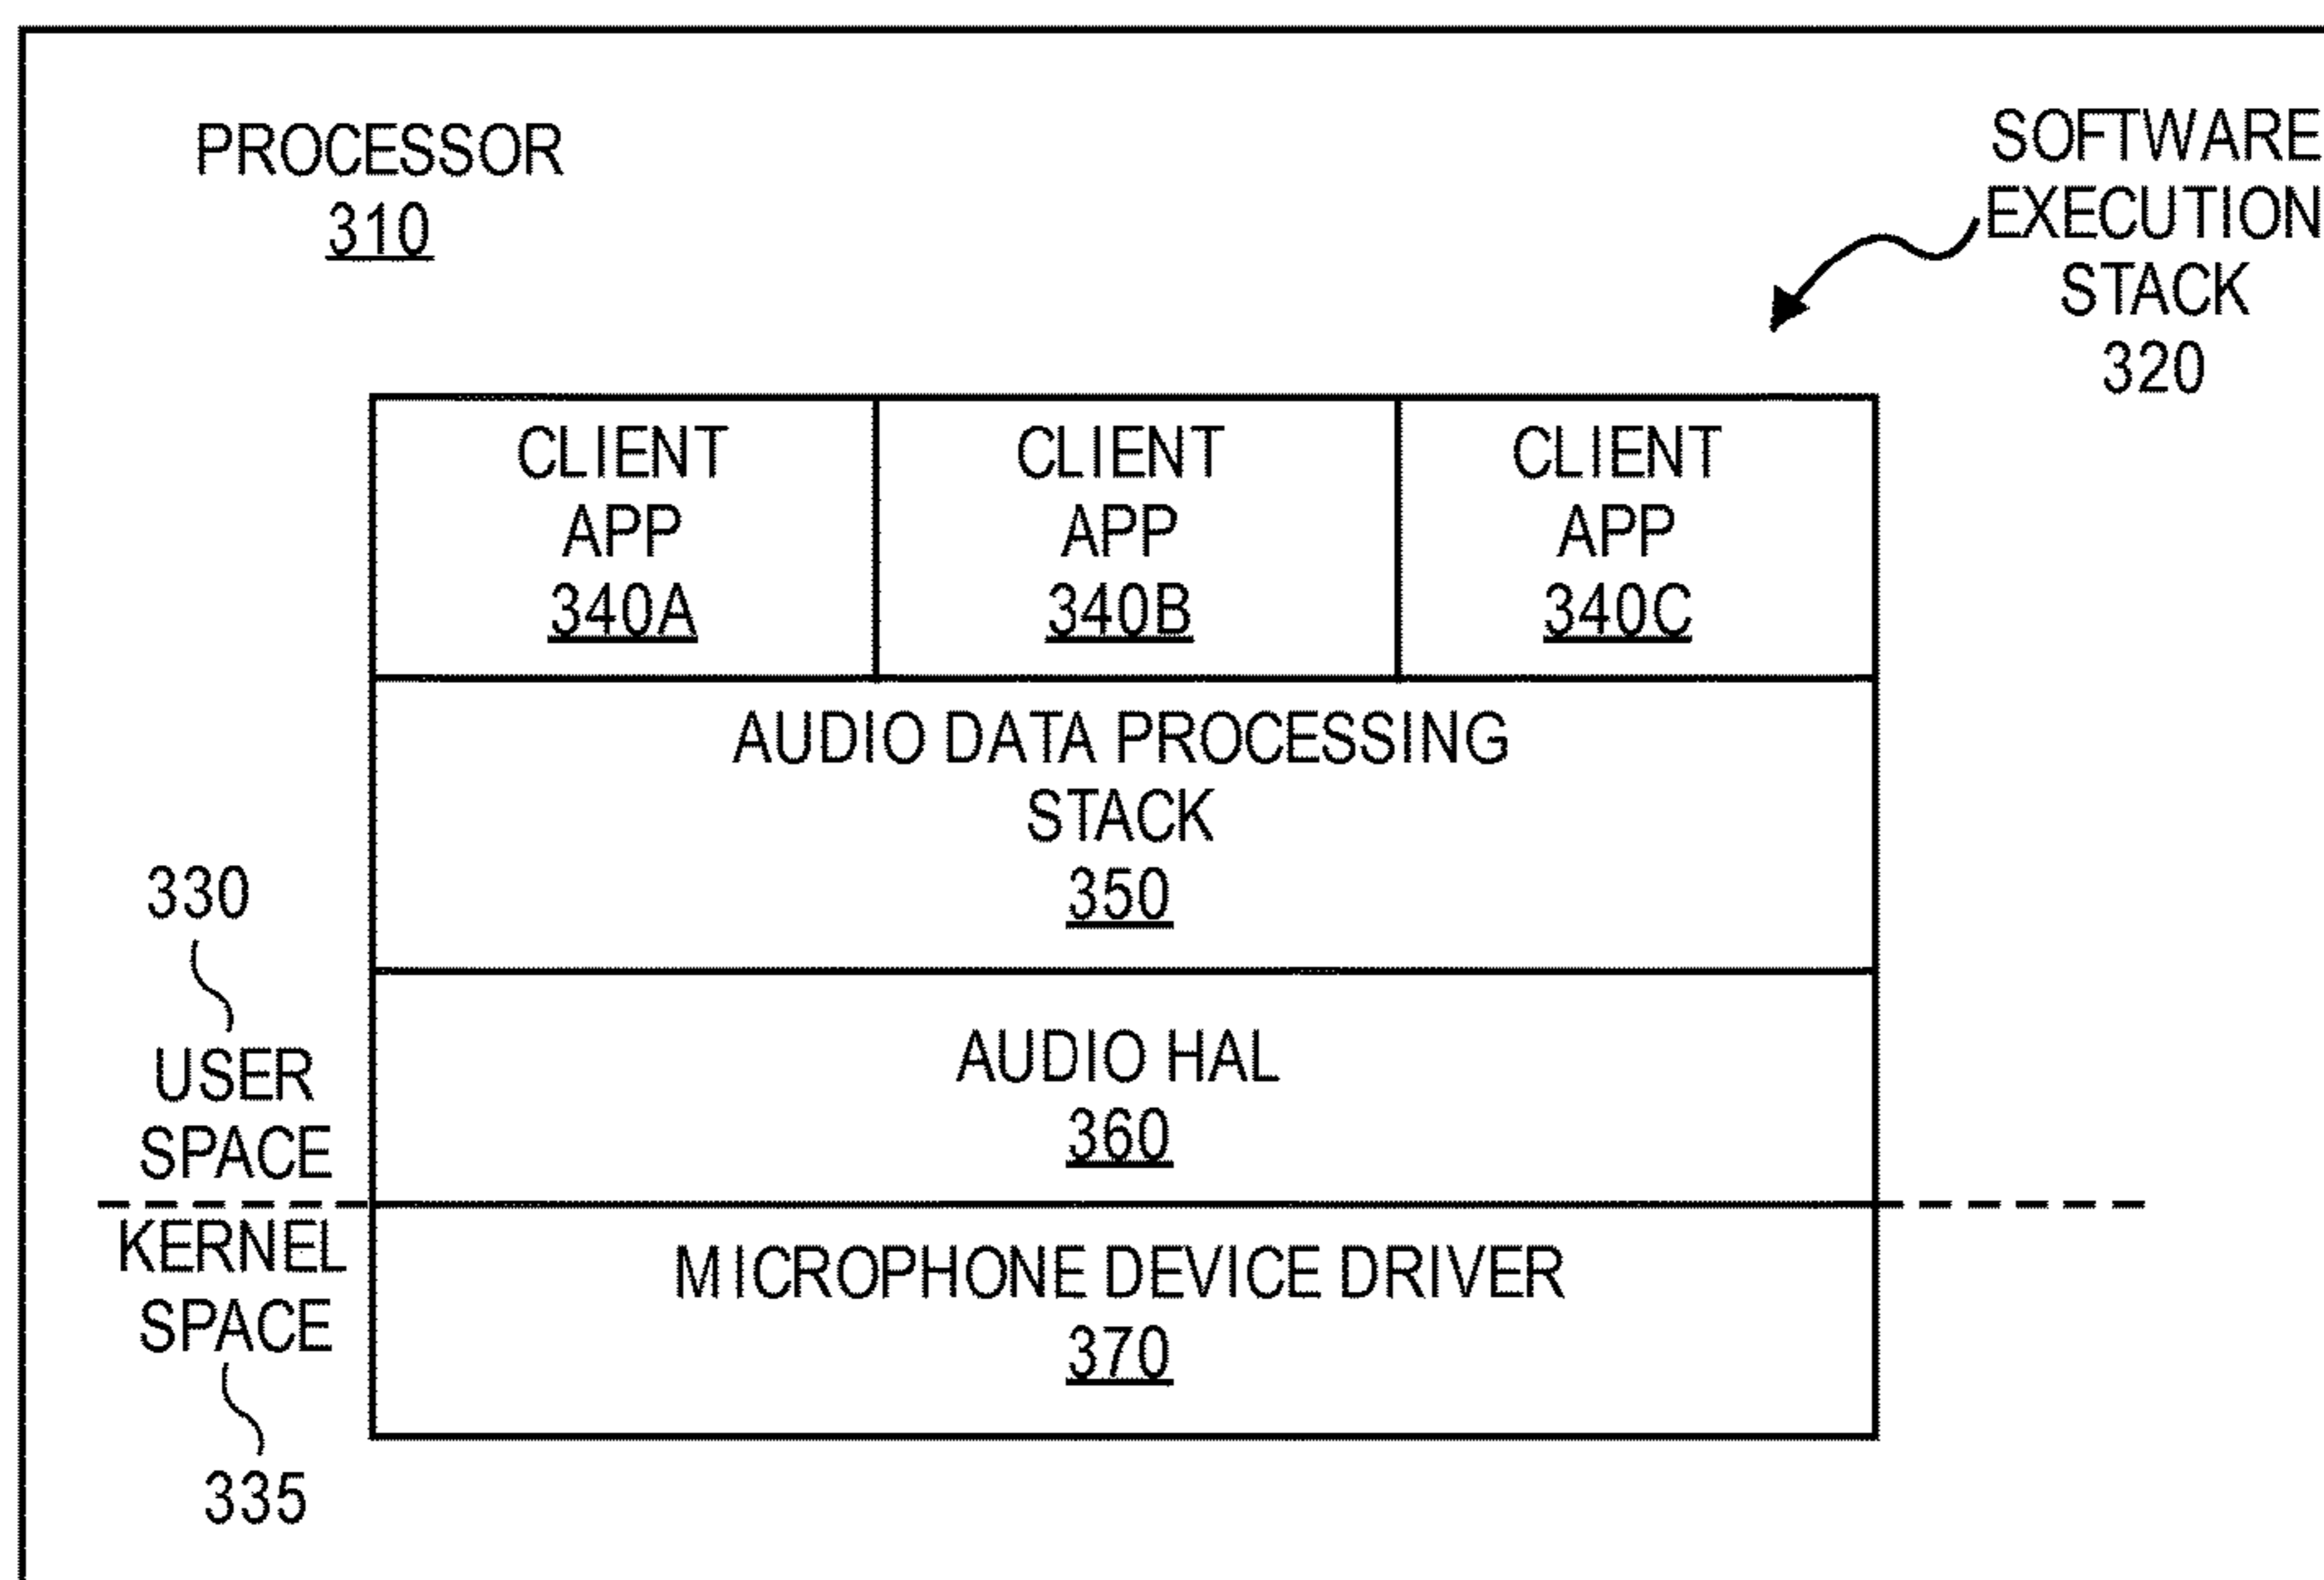 PROCESSOR
310
SOFTWARE
EXECUTION
STACK
320
CLIENT
APP
340A
CLIENT
APP
340B
CLIENT
APP
340C
AUDIO DATA PROCESSING
STACK
350
330
USER
SPACE
AUDIO HAL
360
KERNEL
SPACE
335
MICROPHONE DEVICE DRIVER
370